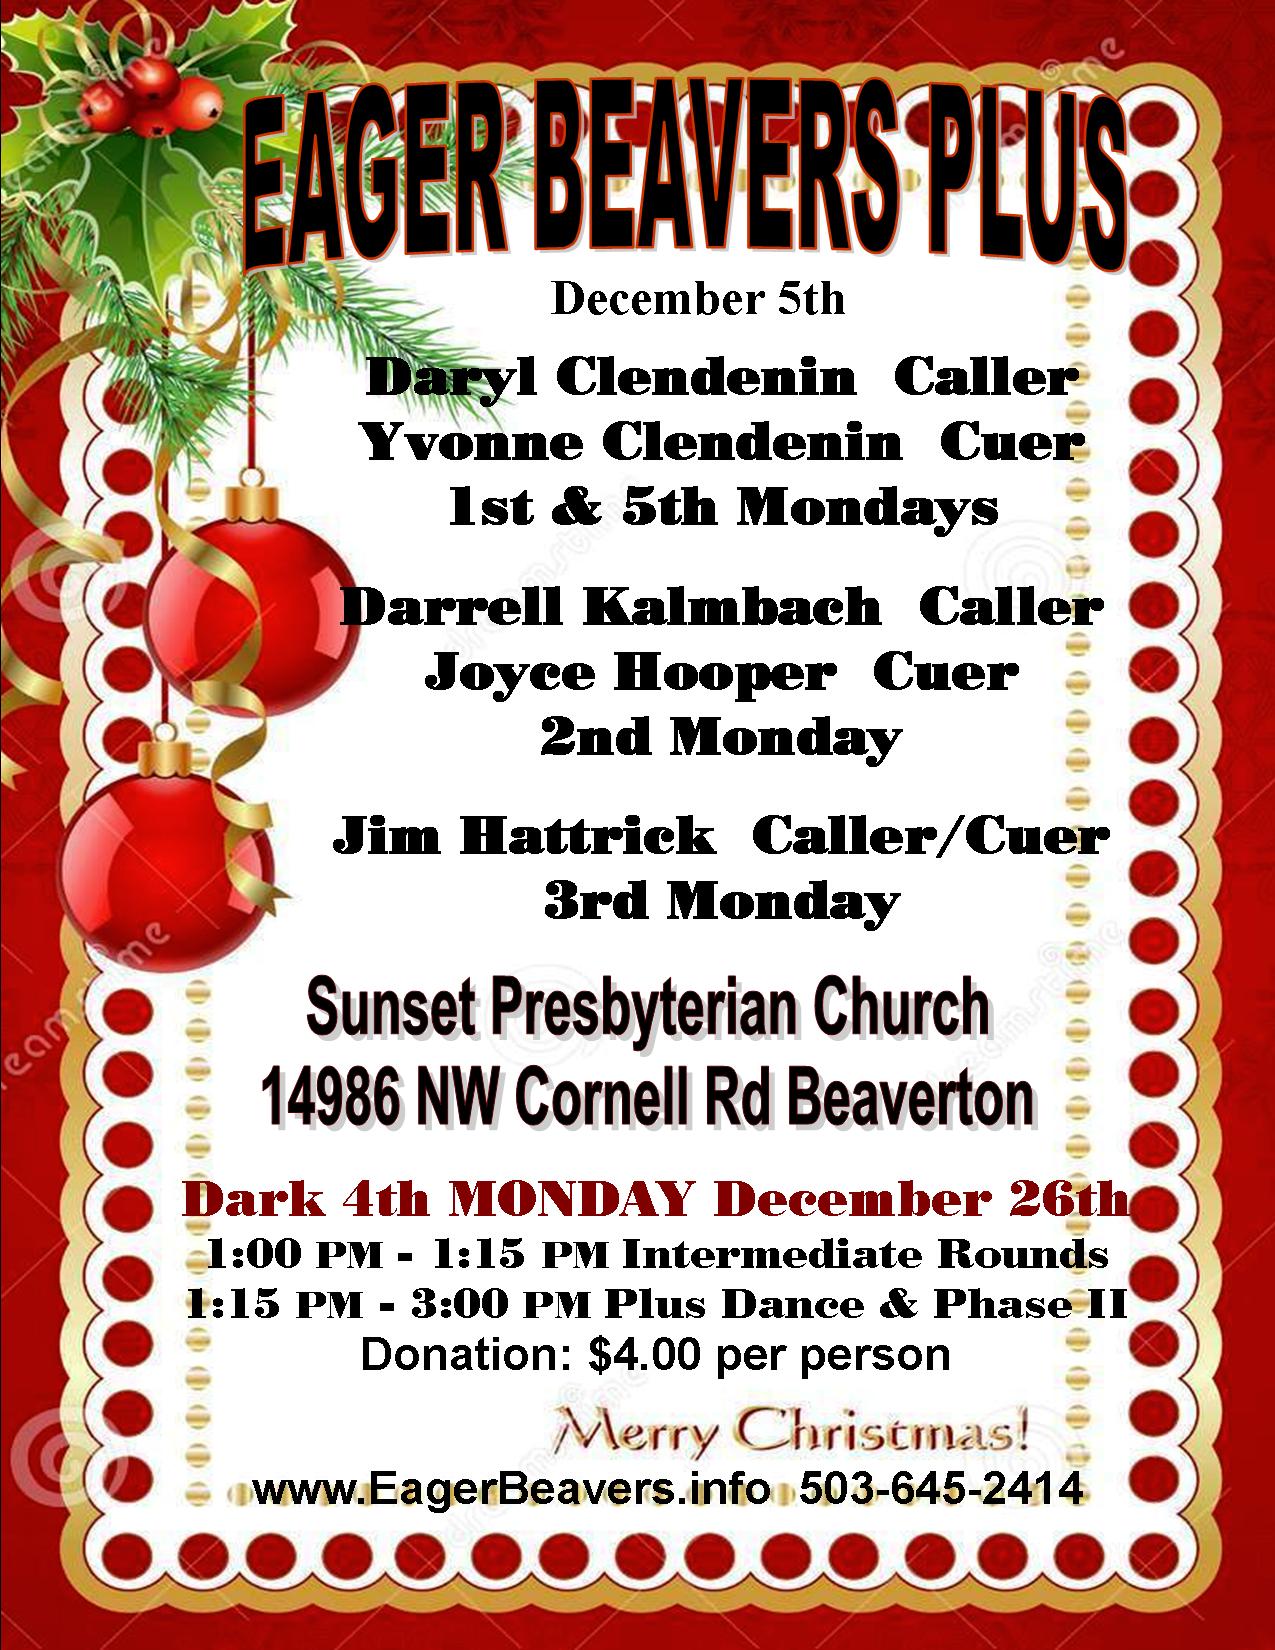 EAGER BEAVERS PLUS
December 5th
Daryl Clendenin Caller
Yvonne Clendenin Cuer
1st & 5th Mondays
Darrell Kalmbach Caller
Joyce Hooper Cuer
2nd Monday
Jim Hattrick Caller/Cuer
3rd Monday
Sunset Presbyterian Church
14986 NW Cornell Rd Beaverton
Dark 4th MONDAY December 26th
1:00 PM - 1:15 PM Intermediate Rounds
1:15 PM - 3:00 PM Plus Dance & Phase II
Donation: $4.00 per person
Merry Christmas!
www.EagerBeavers.info 503-645-2414